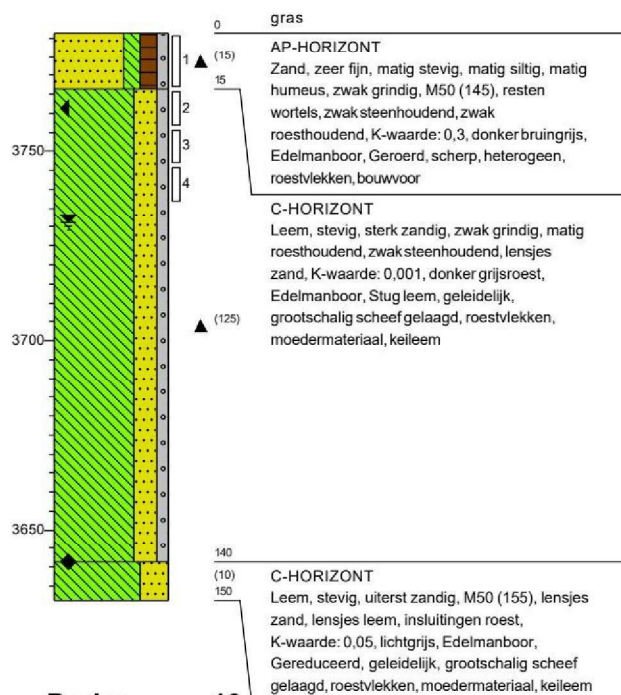 0
gras
AP-HORIZONT
1
(15)
Zand, zeer fijn, matig stevig, matig siltig, matig
15
humeus, zwak grindig, M50 (145), resten
2
wortels, zwak steenhoudend, zwak
roesthoudend, K-waarde: 0,3, donker bruingrijs,
3750
3
Edelmanboor, Geroerd, scherp, heterogeen,
4
roestvlekken, bouwvoor
C-HORIZONT
Leem, stevig, sterk zandig, zwak grindig, matig
roesthoudend, zwak steenhoudend, lensjes
zand, K-waarde: 0,001, donker grijsroest,
Edelmanboor, Stug leem, geleidelijk,
(125)
grootschalig scheef gelaagd, roestvlekken,
3700
moedermateriaal, keileem
3650
140
(10)
C-HORIZONT
150
Leem, stevig, uiterst zandig, M50 (155), lensjes
zand, lensjes leem, insluitingen roest,
K-waarde: 0,05, lichtgrijs, Edelmanboor,
Gereduceerd, geleidelijk, grootschalig scheef
gelaagd, roestvlekken, moedermateriaal, keileem